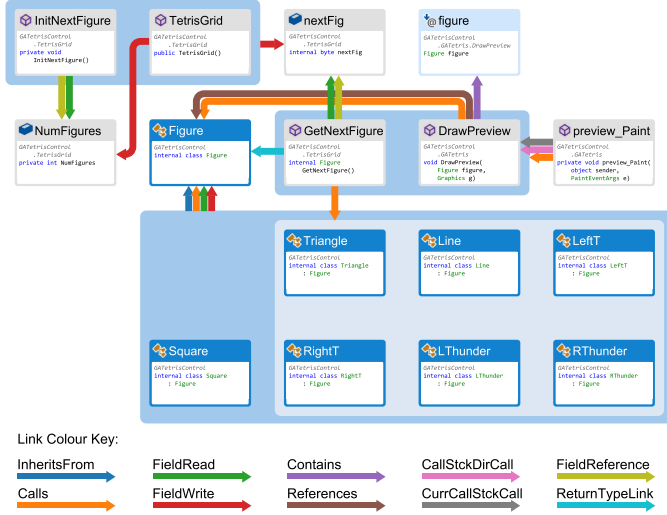 InitNextFigure
GATetrisControl
.TetrisGrid
private void
InitNextFigure()
TetrisGrid
GATetrisControl
.TetrisGrid
public TetrisGrid()
nextFig
GATetrisControl
.TetrisGrid
internal byte nextFig
figure
GATetrisControl
.GATetris.DrawPreview
Figure figure
NumFigures
GATetrisControl
.TetrisGrid
private int NumFigures
Figure
GATetrisControl
internal class Figure
GetNextFigure
GATetrisControl
.TetrisGrid
internal Figure
GetNextFigure()
DrawPreview
GATetrisControl
.GATetris
void DrawPreview(
Figure figure,
Graphics g)
preview_Paint
GATetrisControl
.GATetris
private void preview_Paint(
object sender,
PaintEventArgs e)
Triangle
GATetrisControl
internal class Triangle
: Figure
Line
GATetrisControl
internal class Line
: Figure
LeftT
GATetrisControl
internal class LeftT
: Figure
Square
GATetrisControl
internal class Square
: Figure
RightT
GATetrisControl
internal class RightT
: Figure
LThunder
GATetrisControl
internal class LThunder
: Figure
RThunder
GATetrisControl
internal class RThunder
: Figure
Link Colour Key:
InheritsFrom
FieldRead
Contains
CallStckDirCall
FieldReference
Calls
FieldWrite
References
CurrCallStckCall
ReturnTypeLink